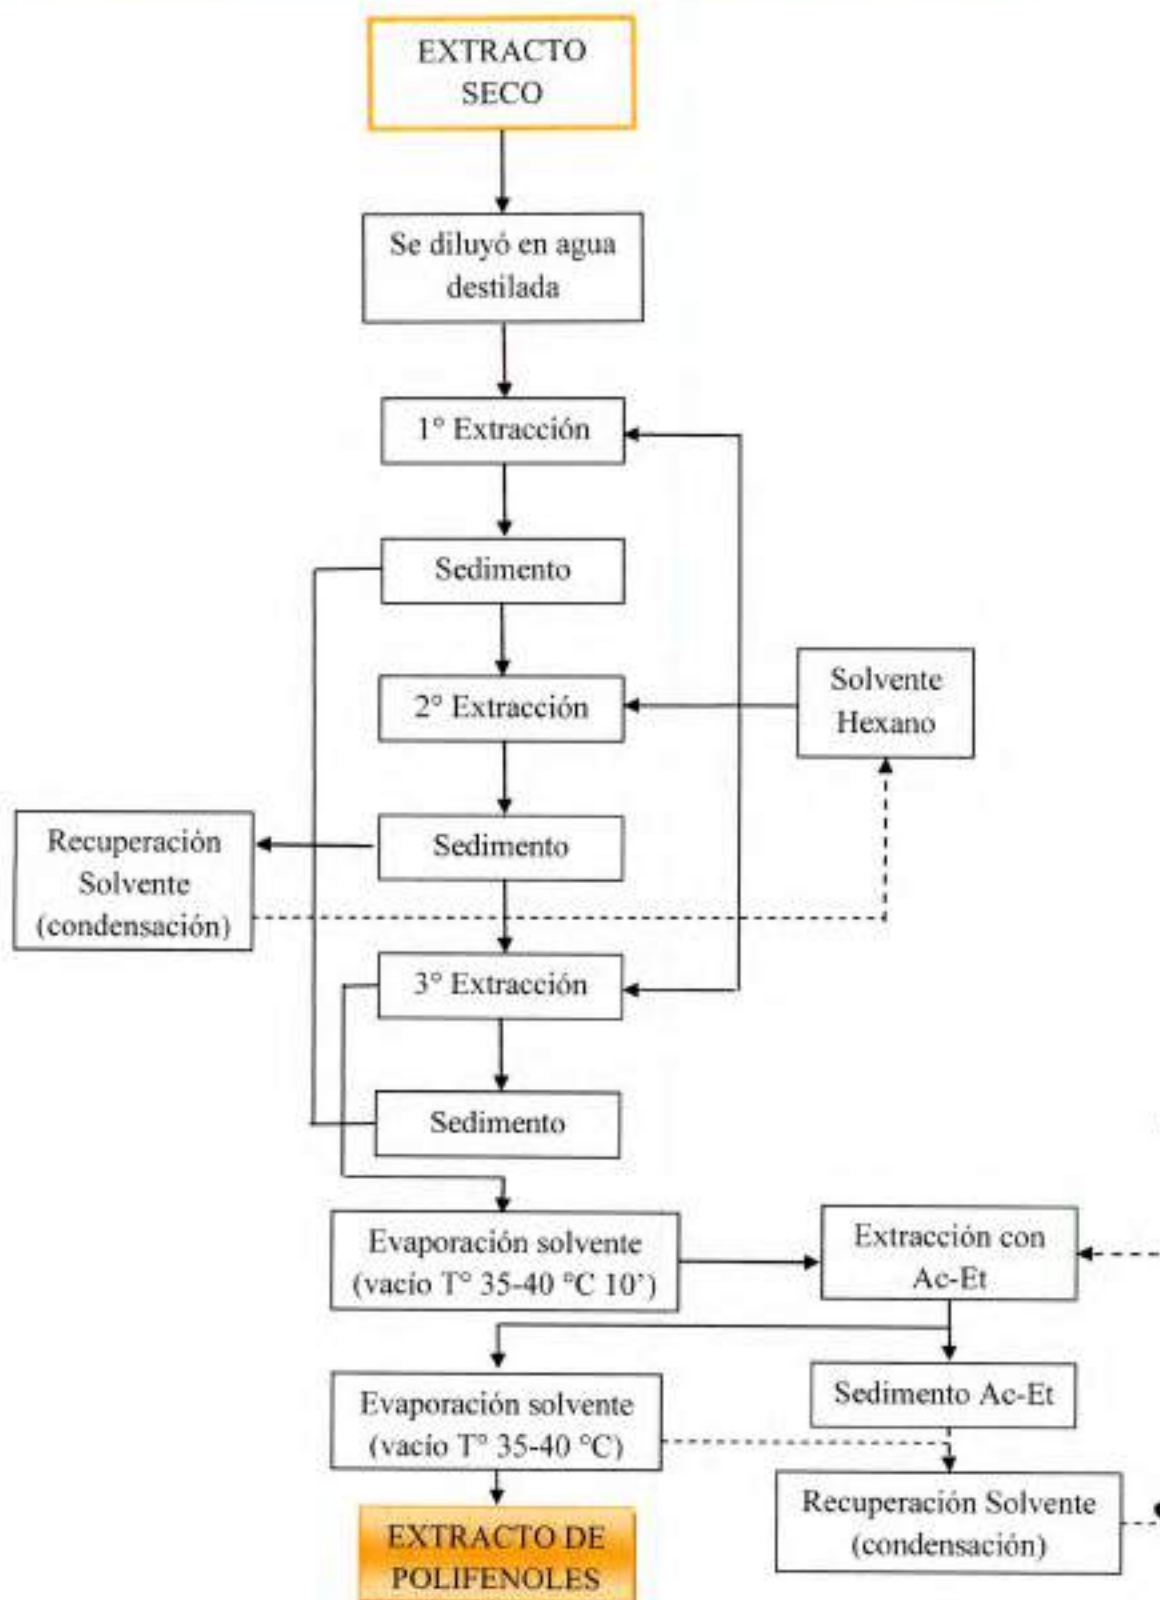 EXTRACTO
SECO
Se diluyó en agua
destilada
1° Extracción
Sedimento
2° Extracción
Solvente
Hexano
Recuperación
Solvente
(condensación)
Sedimento
3° Extracción
Sedimento
Evaporación solvente
(vacío T° 35-40 °C 10’)
Extracción con
Ac-Et
Evaporación solvente
(vacío T° 35-40 °C)
Sedimento Ac-Et
Recuperación Solvente
(condensación)
EXTRACTO DE
POLIFENOLES